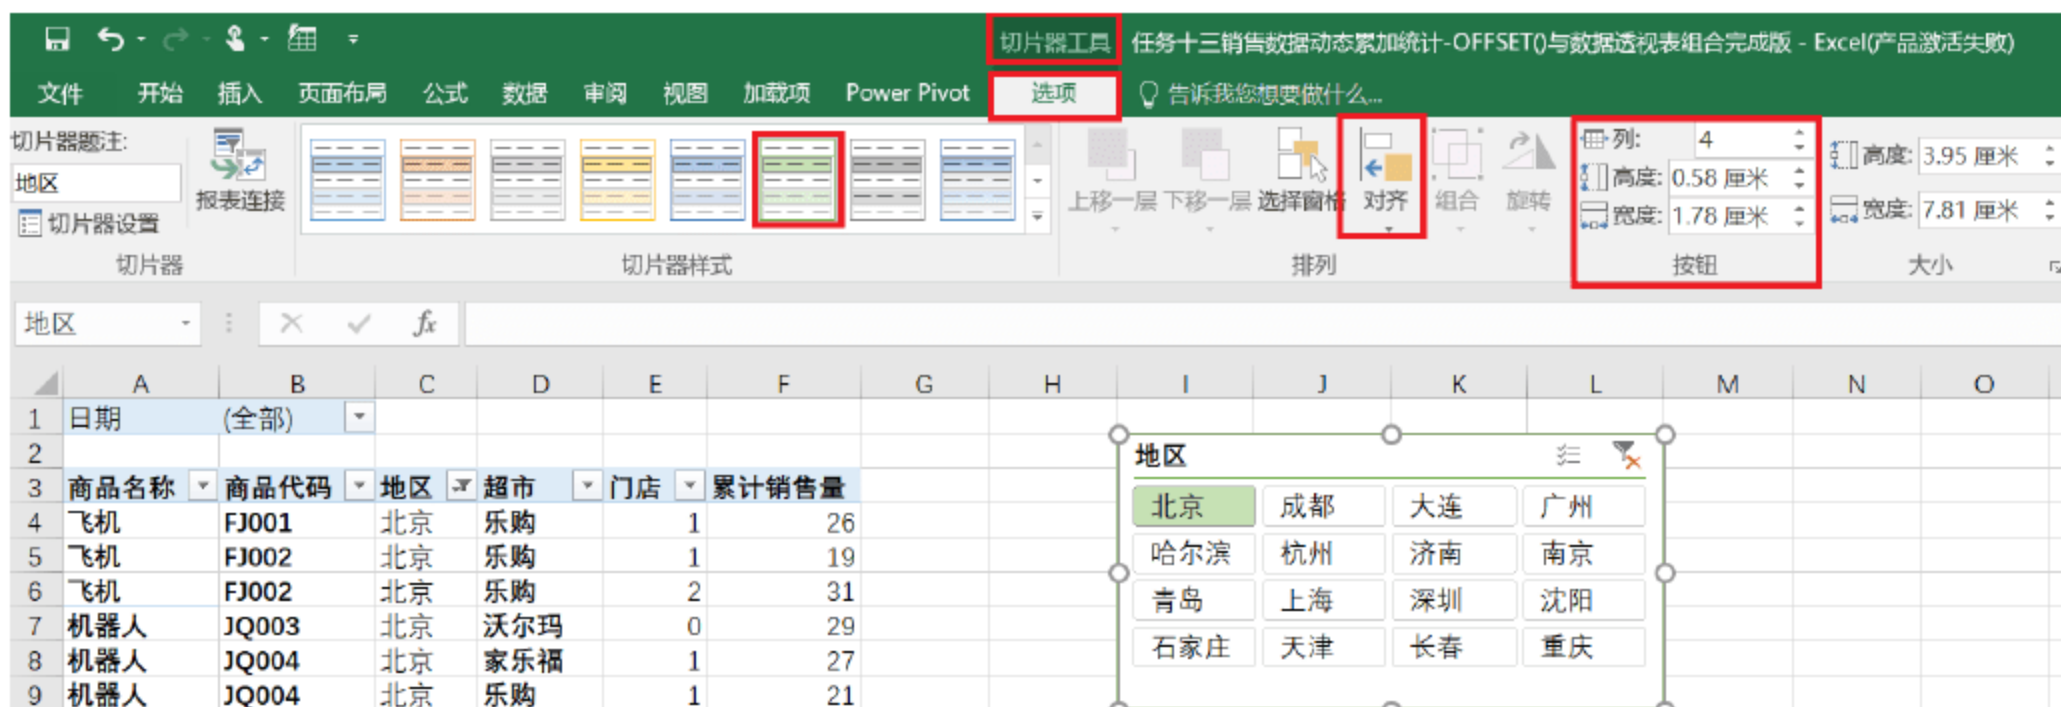 切片器工具 任务十三销售数据动态累加统计-OFFSET()与数据透视表组合完成版 - Excel(产品激活失败)
文件 开始 插入 页面布局 公式 数据 审阅 视图 加载项 Power Pivot 选项 告诉我您想要做什么...
切片器题注:
地区
切片器设置
报表连接
切片器
切片器样式
上移一层 下移一层 选择窗格 对齐 组合 旋转
排列
列: 4
高度: 0.58 厘米
宽度: 1.78 厘米
按钮
高度: 3.95 厘米
宽度: 7.81 厘米
大小
地区 fx
A B C D E F G H I J K L M N O
1 日期 (全部)
2
3 商品名称 商品代码 地区 超市 门店 累计销售量
4 飞机 FJ001 北京 乐购 1 26
5 飞机 FJ002 北京 乐购 1 19
6 飞机 FJ002 北京 乐购 2 31
7 机器人 JQ003 北京 沃尔玛 0 29
8 机器人 JQ004 北京 家乐福 1 27
9 机器人 JQ004 北京 乐购 1 21
地区
北京 成都 大连 广州
哈尔滨 杭州 济南 南京
青岛 上海 深圳 沈阳
石家庄 天津 长春 重庆